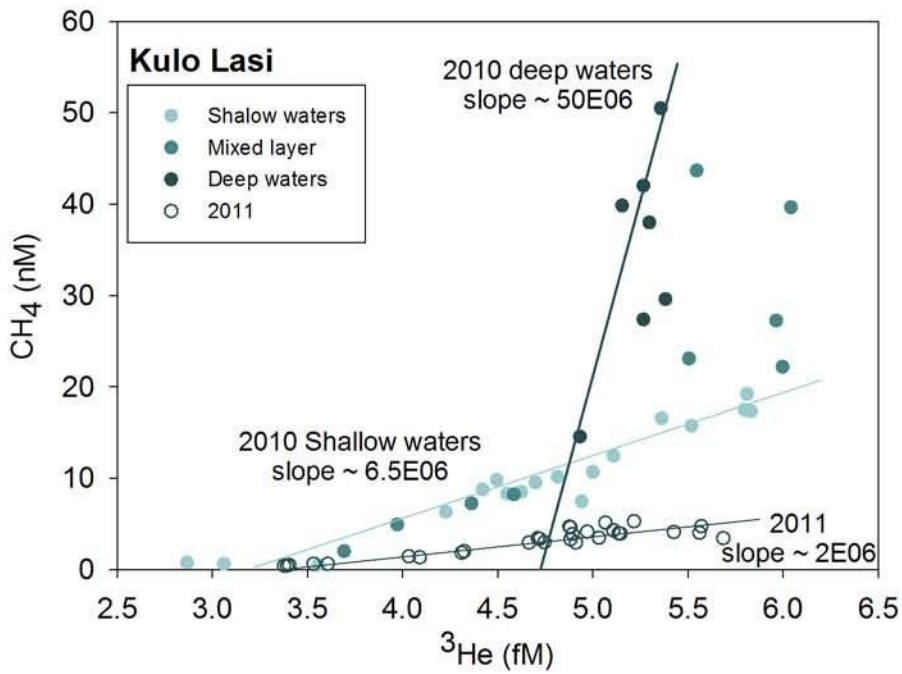 Kulo Lasi
Shalow waters
Mixed layer
Deep waters
2011
2010 deep waters
slope ~ 50E06
2010 Shallow waters
slope ~ 6.5E06
2011
slope ~ 2E06
60
50
40
30
20
10
0
CH4 (nM)
2.5 3.0 3.5 4.0 4.5 5.0 5.5 6.0 6.5
3He (fM)